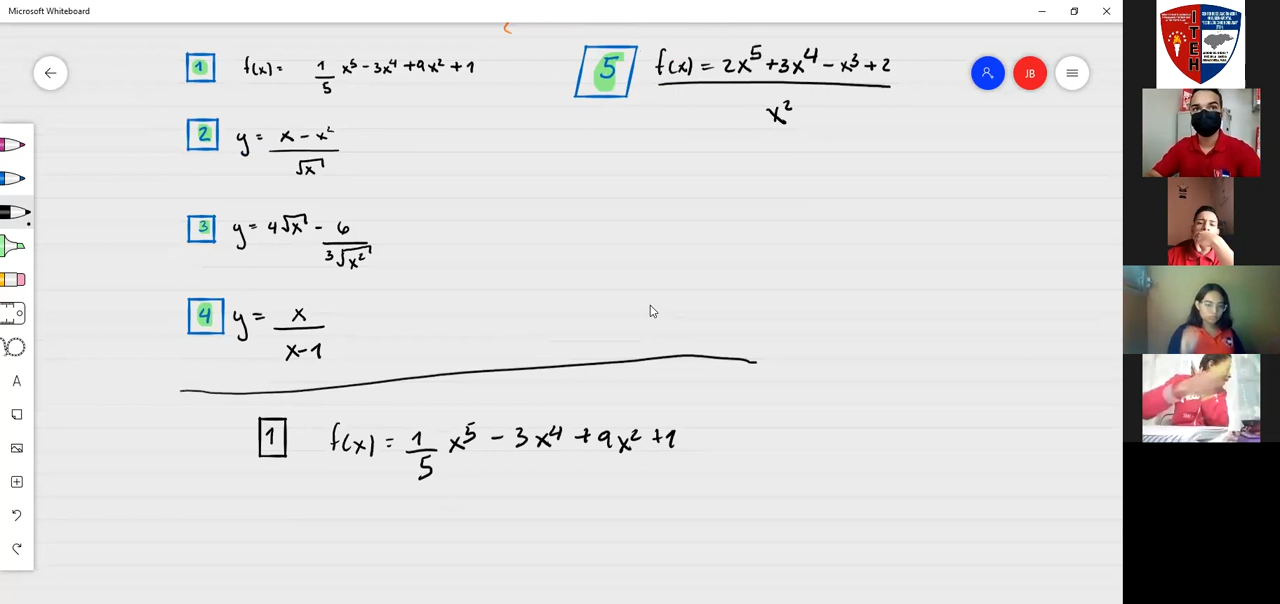 Microsoft Whiteboard
1 f(x) = 1/5 x⁵ - 3x⁴ + 9x² + 1
2 y = x - x² / √x
3 y = 4√x - 6 / ³√x²
4 y = x / x - 1
5 f(x) = 2x⁵ + 3x⁴ - x³ + 2 / x²
1 f(x) = 1/5 x⁵ - 3x⁴ + 9x² + 1
JB
A
ITEH